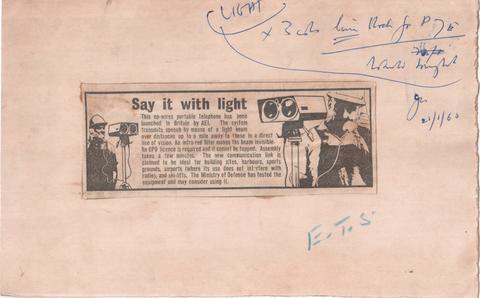 LIGHT
x 3 cols
Say it with light
This no-wires portable telephone has been
launched in Britain by AEI. The system
transmits speech by means of a light beam
over distances up to a mile away to those in a direct
line of vision. An infra-red filter makes the beam invisible.
No GPO licence is required and it cannot be tapped. Assembly
takes a few minutes. The new communication link is
claimed to be ideal for building sites, harbours, sports
grounds, airports (where its use does not interfere with
radio), and ski-lifts. The Ministry of Defence has tested the
equipment and may consider using it.
E.T.S.